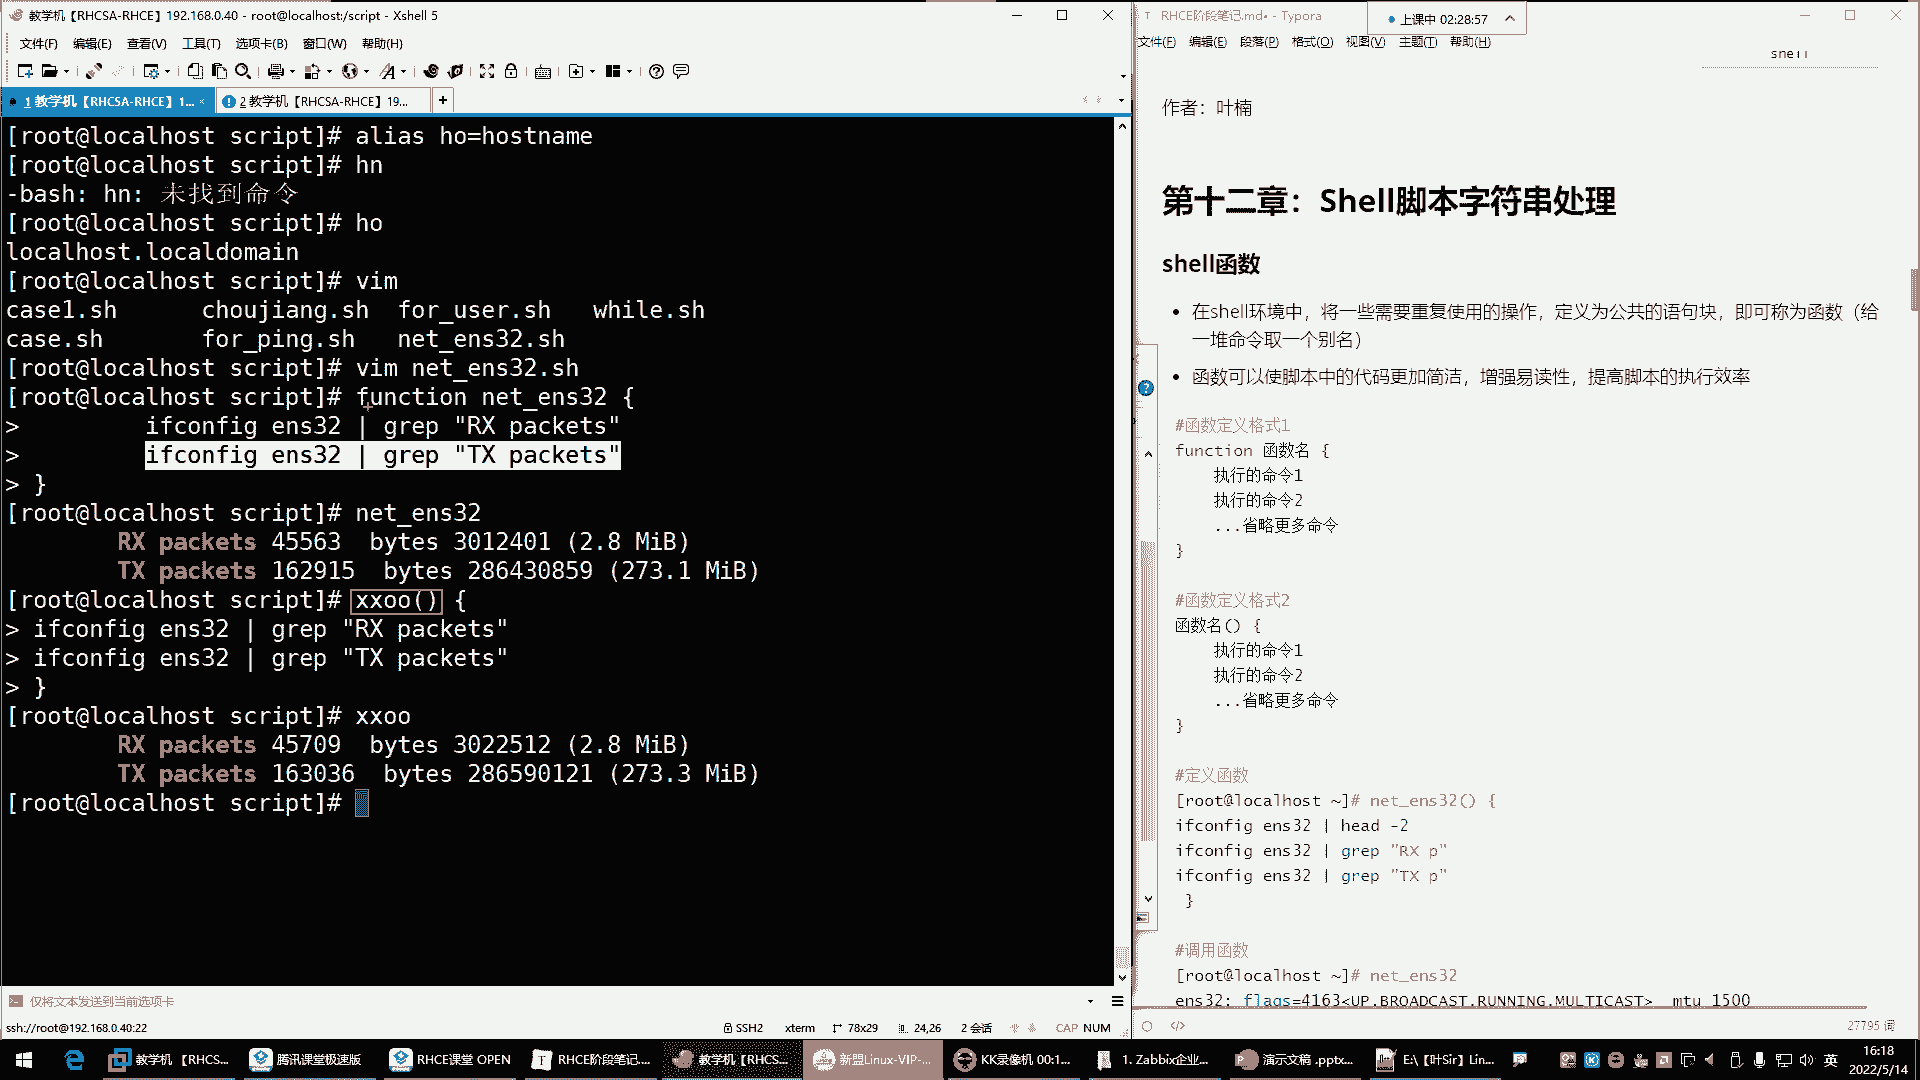 教学机【RHCSA-RHCE】192.168.0.40 - root@localhost:/script - Xshell 5
文件(F) 编辑(E) 查看(V) 工具(T) 选项卡(B) 窗口(W) 帮助(H)
1 教学机【RHCSA-RHCE】1... × 2 教学机【RHCSA-RHCE】19... +
[root@localhost script]# alias ho=hostname
[root@localhost script]# hn
-bash: hn: 未找到命令
[root@localhost script]# ho
localhost.localdomain
[root@localhost script]# vim
case1.sh choujiang.sh for_user.sh while.sh
case.sh for_ping.sh net_ens32.sh
[root@localhost script]# vim net_ens32.sh
[root@localhost script]# function net_ens32 {
> ifconfig ens32 | grep "RX packets"
> ifconfig ens32 | grep "TX packets"
> }
[root@localhost script]# net_ens32
RX packets 45563 bytes 3012401 (2.8 MiB)
TX packets 162915 bytes 286430859 (273.1 MiB)
[root@localhost script]# xxoo() {
> ifconfig ens32 | grep "RX packets"
> ifconfig ens32 | grep "TX packets"
> }
[root@localhost script]# xxoo
RX packets 45709 bytes 3022512 (2.8 MiB)
TX packets 163036 bytes 286590121 (273.3 MiB)
[root@localhost script]#
仅将文本发送到当前选项卡
ssh://root@192.168.0.40:22 SSH2 xterm 78x29 24,26 2 会话 CAP NUM
RHCE阶段笔记.md• - Typora
上课中 02:28:57
文件(F) 编辑(E) 段落(P) 格式(O) 视图(V) 主题(T) 帮助(H)
shell
作者：叶楠
第十二章：Shell脚本字符串处理
shell函数
• 在shell环境中，将一些需要重复使用的操作，定义为公共的语句块，即可称为函数（给
一堆命令取一个别名）
• 函数可以使脚本中的代码更加简洁，增强易读性，提高脚本的执行效率
#函数定义格式1
function 函数名 {
执行的命令1
执行的命令2
...省略更多命令
}
#函数定义格式2
函数名() {
执行的命令1
执行的命令2
...省略更多命令
}
#定义函数
[root@localhost ~]# net_ens32() {
ifconfig ens32 | head -2
ifconfig ens32 | grep "RX p"
ifconfig ens32 | grep "TX p"
}
#调用函数
[root@localhost ~]# net_ens32
ens32: flags=4163<UP,BROADCAST,RUNNING,MULTICAST> mtu 1500
27795 词
教学机 【RHCS... 腾讯课堂极速版 RHCE课堂 OPEN RHCE阶段笔记.... 教学机【RHCS... 新盟Linux-VIP-... KK录像机 00:1... 1. Zabbix企业... 演示文稿 .pptx... E:\【叶Sir】Lin... 英
16:18
2022/5/14